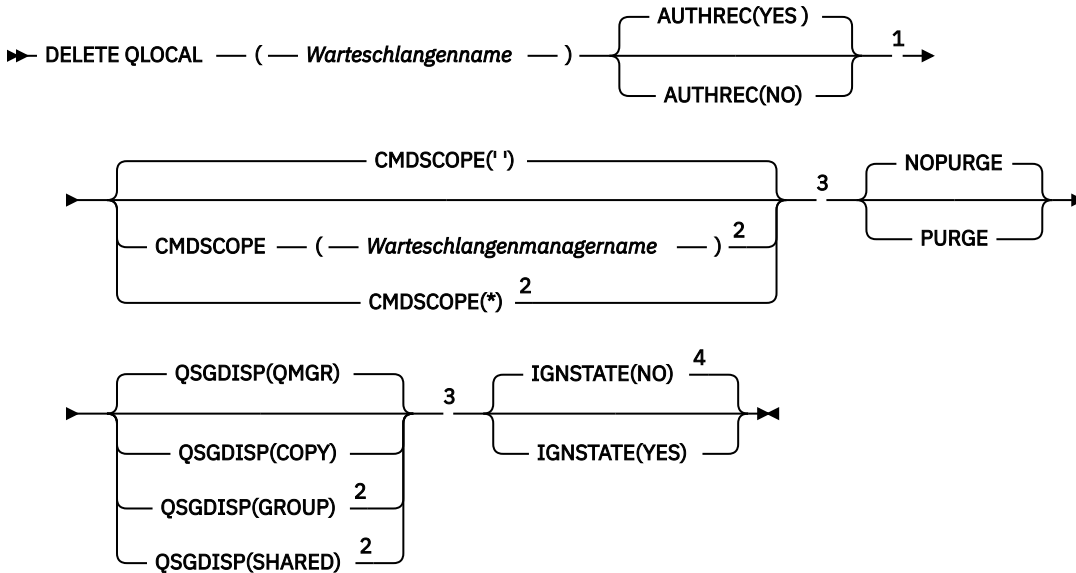 AUTHREC(YES )
DELETE QLOCAL ( Warteschlangenname ) 1
AUTHREC(NO)
CMDSCOPE(' ') NOPURGE
3
CMDSCOPE ( Warteschlangenmanagername ) 2 PURGE
CMDSCOPE(*) 2
QSGDISP(QMGR) IGNSTATE(NO) 4
3
QSGDISP(COPY) IGNSTATE(YES)
QSGDISP(GROUP) 2
QSGDISP(SHARED) 2